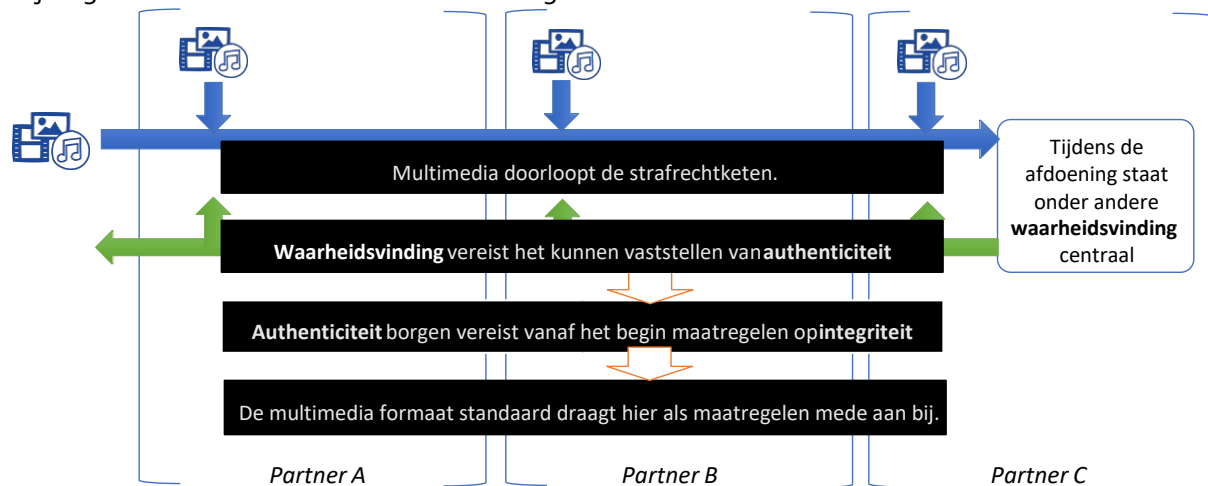 Multimedia doorloopt de strafrechtketen.
Tijdens de
afdoening staat
onder andere
waarheidsvinding
centraal
Waarheidsvinding vereist het kunnen vaststellen van authenticiteit
Authenticiteit borgen vereist vanaf het begin maatregelen op integriteit
De multimedia formaat standaard draagt hier als maatregelen mede aan bij.
Partner A
Partner B
Partner C